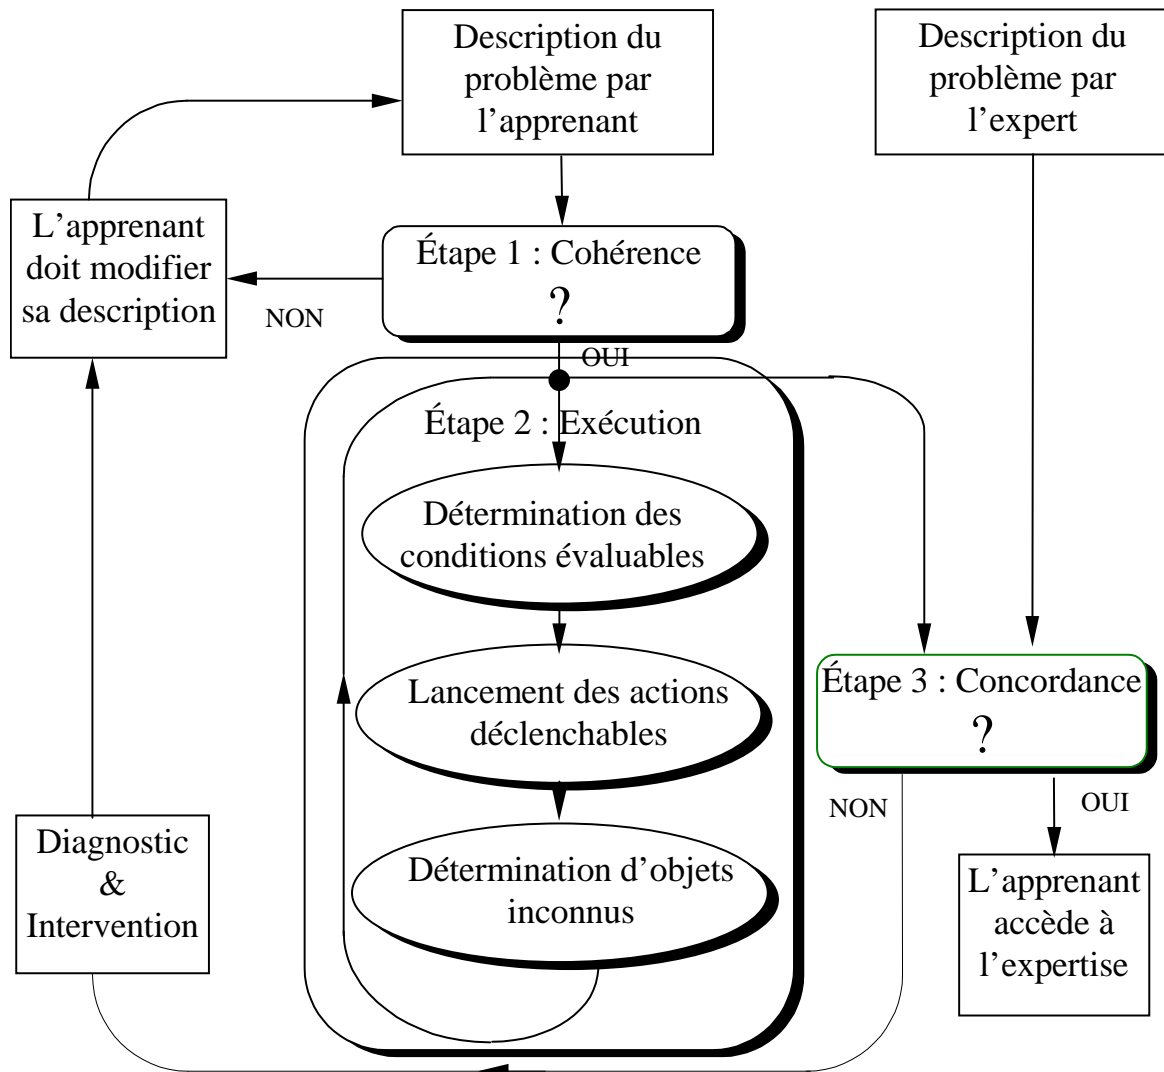 Description du
problème par
l’apprenant
Description du
problème par
l’expert
L’apprenant
doit modifier
sa description
Étape 1 : Cohérence
?
NON
OUI
Étape 2 : Exécution
Détermination des
conditions évaluables
Lancement des actions
déclenchables
Détermination d’objets
inconnus
Étape 3 : Concordance
?
NON
OUI
Diagnostic
&
Intervention
L’apprenant
accède à
l’expertise